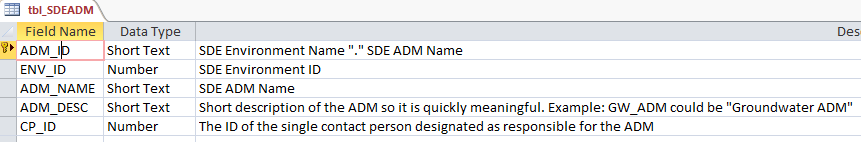 tbl_SDEADM
Field Name Data Type
ADM_ID Short Text SDE Environment Name "." SDE ADM Name
ENV_ID Number SDE Environment ID
ADM_NAME Short Text SDE ADM Name
ADM_DESC Short Text Short description of the ADM so it is quickly meaningful. Example: GW_ADM could be "Groundwater ADM"
CP_ID Number The ID of the single contact person designated as responsible for the ADM